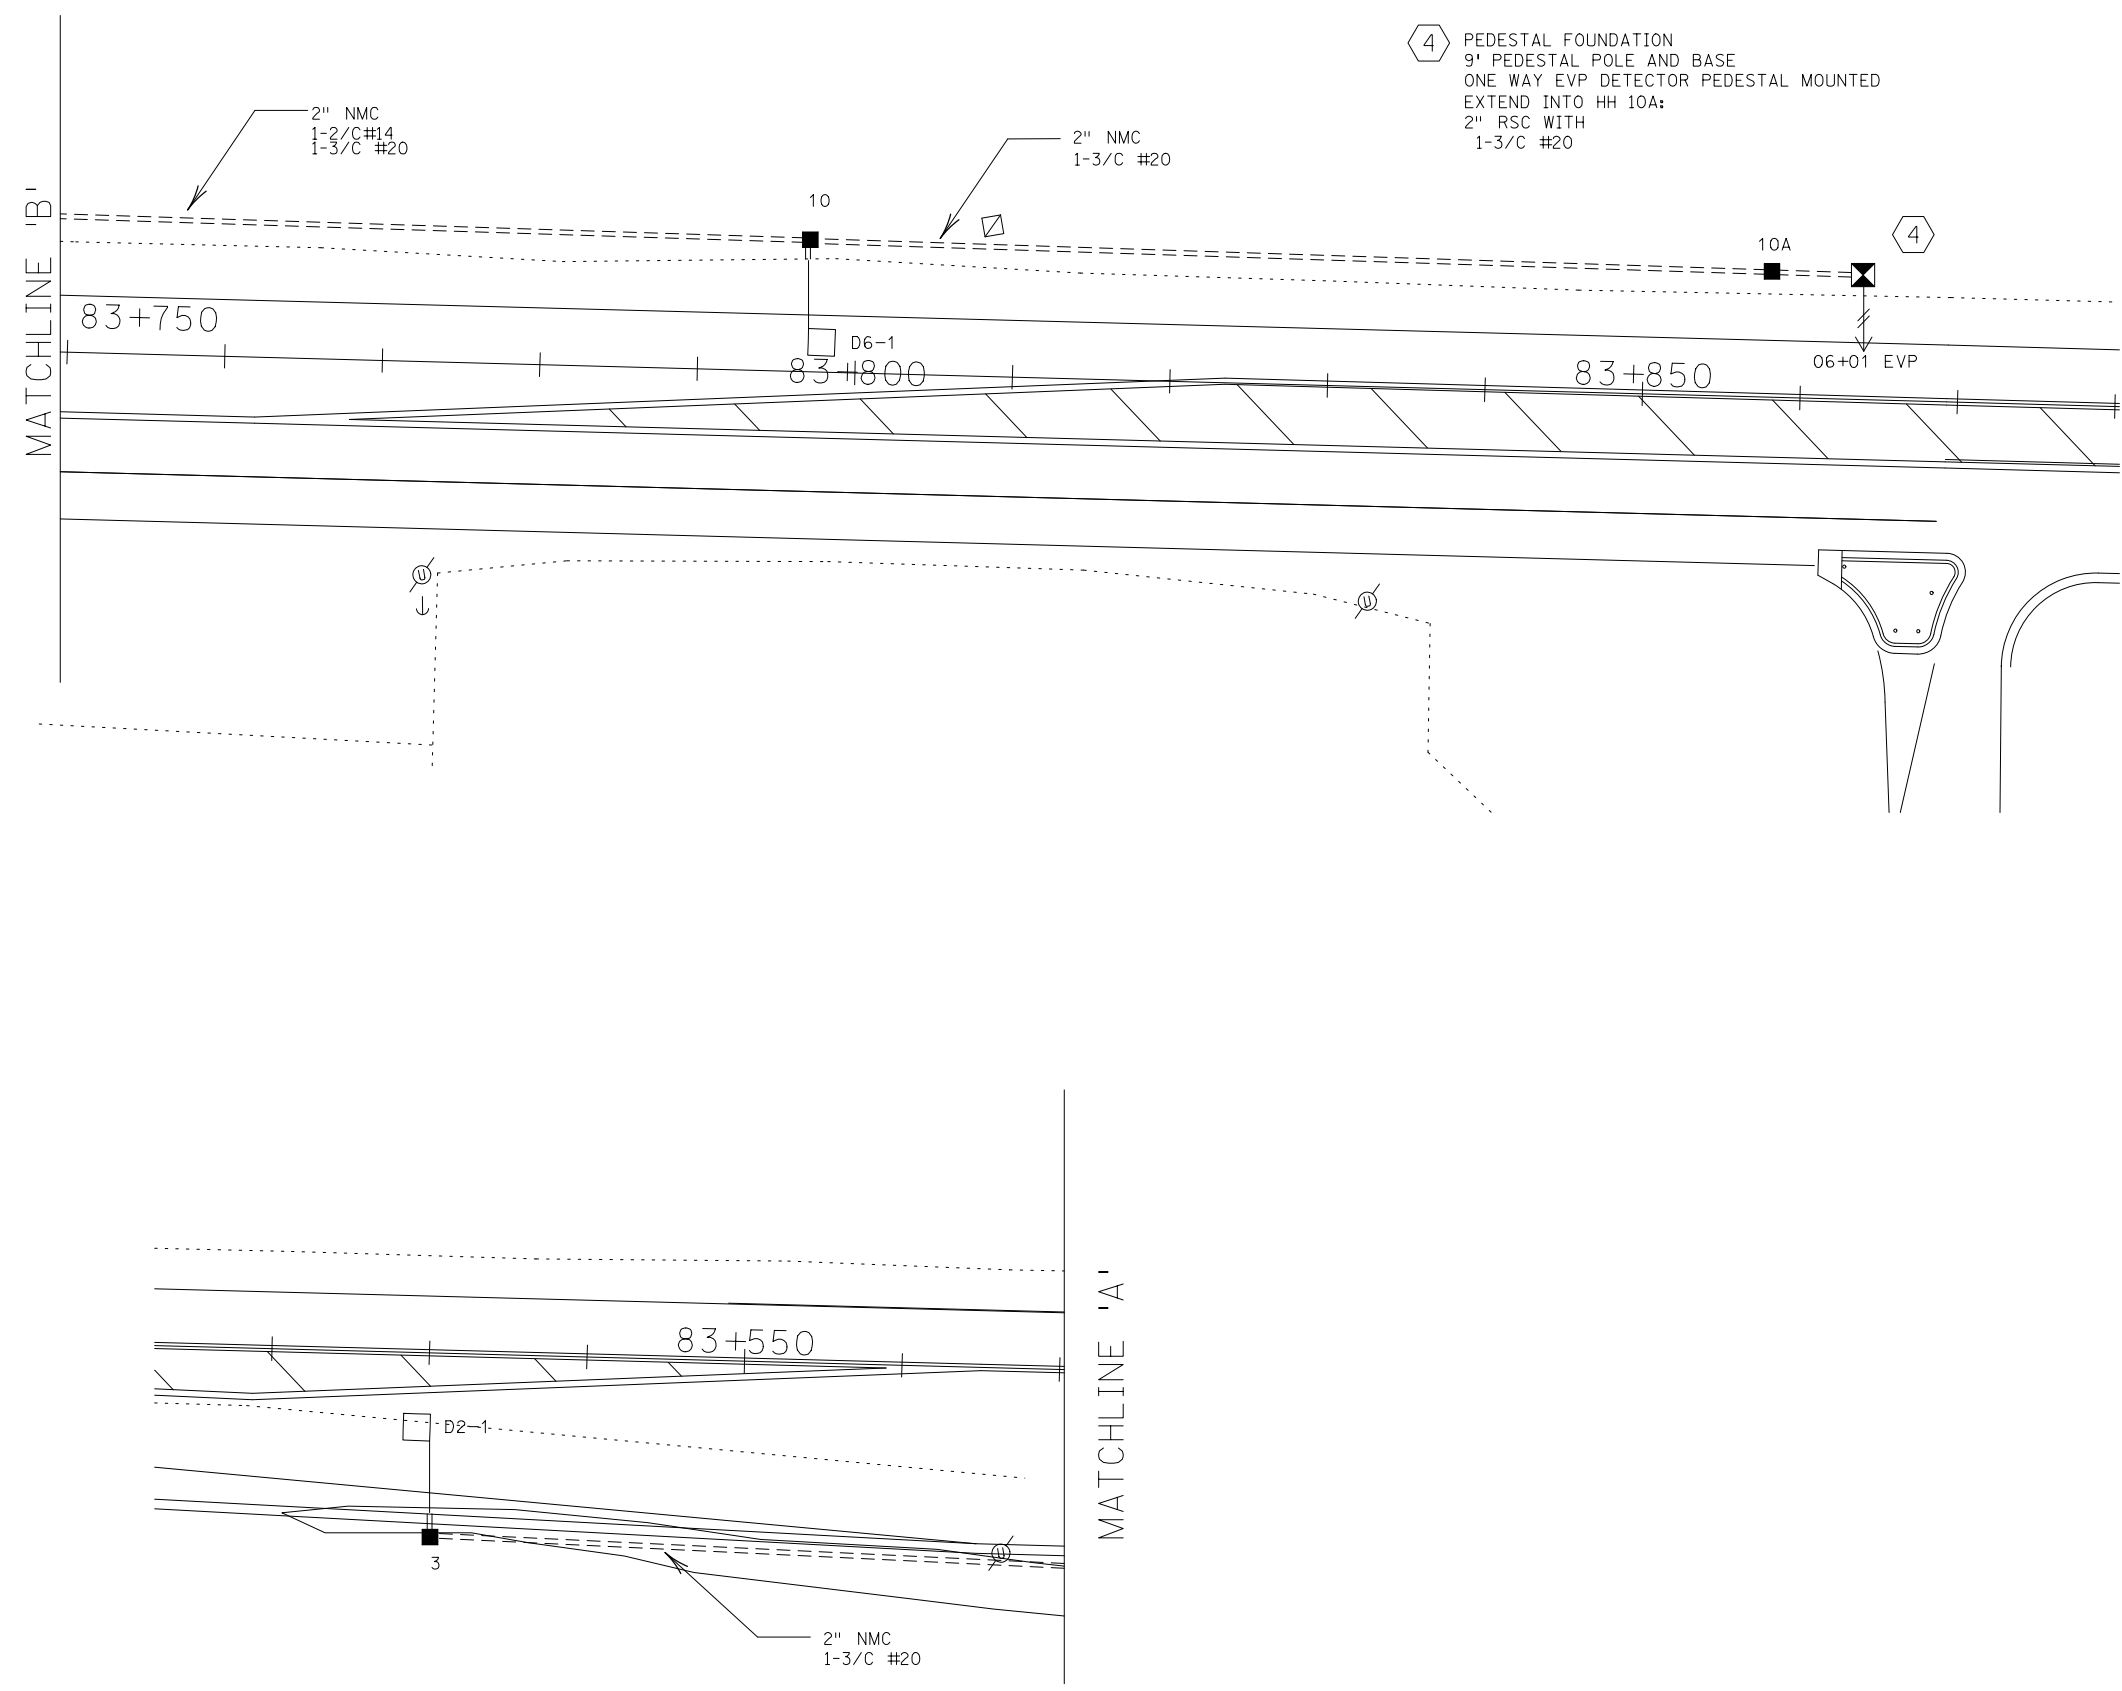 4
PEDESTAL FOUNDATION
9' PEDESTAL POLE AND BASE
ONE WAY EVP DETECTOR PEDESTAL MOUNTED
EXTEND INTO HH 10A:
2" RSC WITH
1-3/C #20
2" NMC
1-2/C#14
1-3/C #20
2" NMC
1-3/C #20
10
10A
4
MATCHLINE 'B'
83+750
D6-1
83+800
83+850
06+01 EVP
U
U
83+550
D2-1
MATCHLINE 'A'
U
3
2" NMC
1-3/C #20